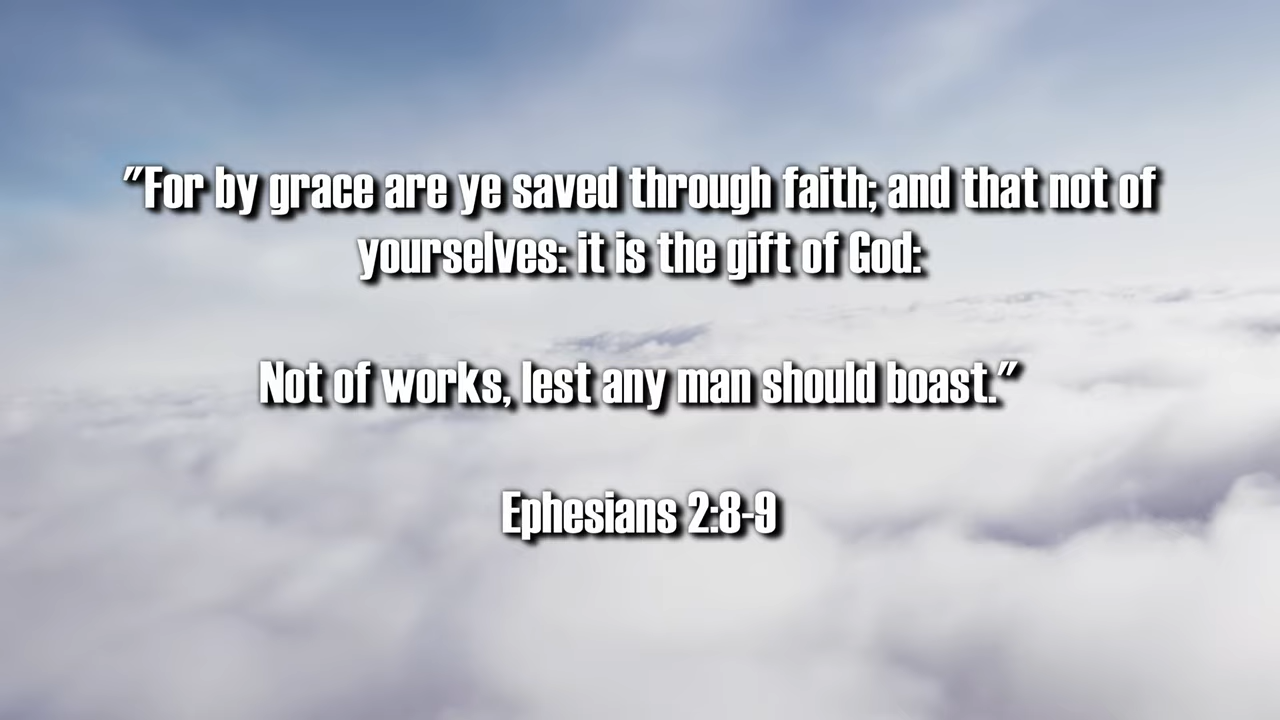 "For by grace are ye saved through faith; and that not of
yourselves: it is the gift of God:
Not of works, lest any man should boast."
Ephesians 2:8-9